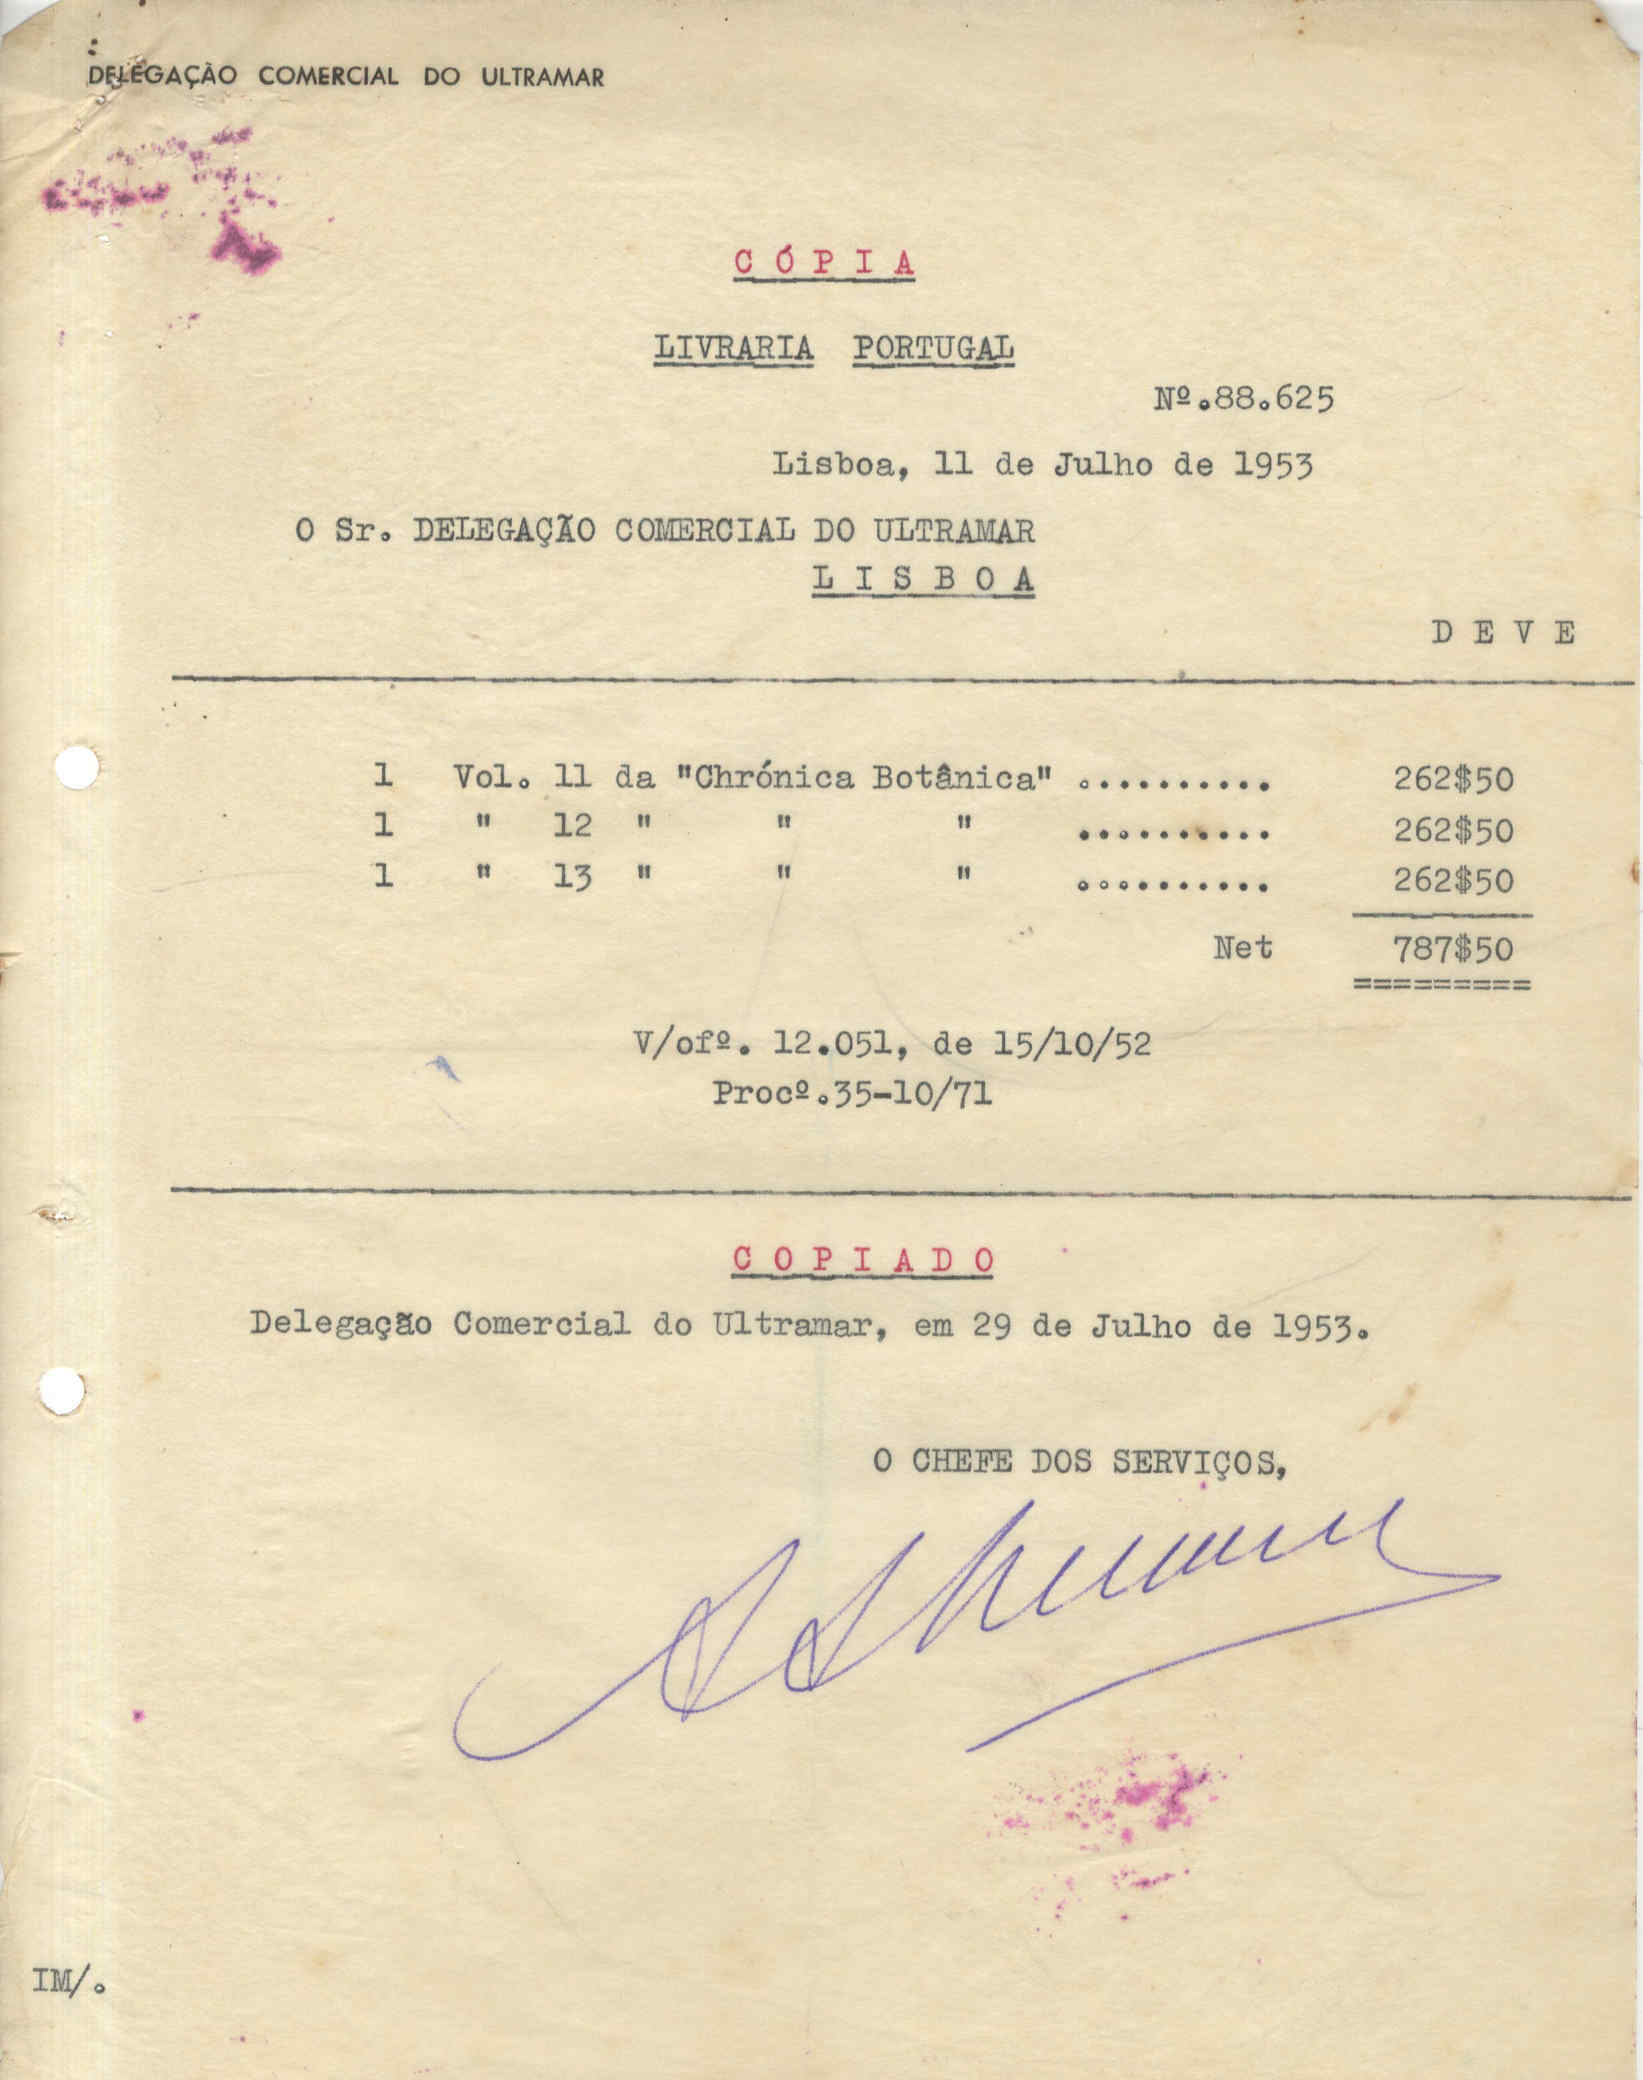 DELEGAÇÃO COMERCIAL DO ULTRAMAR
CÓPIA
LIVRARIA PORTUGAL
Nº.88.625
Lisboa, 11 de Julho de 1953
O Sr. DELEGAÇÃO COMERCIAL DO ULTRAMAR
LISBOA
DEVE
1 Vol. 11 da "Chrónica Botânica" .......... 262$50
1 " 12 " " " .......... 262$50
1 " 13 " " " .......... 262$50
Net 787$50
=========
V/ofº. 12.051, de 15/10/52
Procº.35-10/71
COPIADO
Delegação Comercial do Ultramar, em 29 de Julho de 1953.
O CHEFE DOS SERVIÇOS,
IM/.